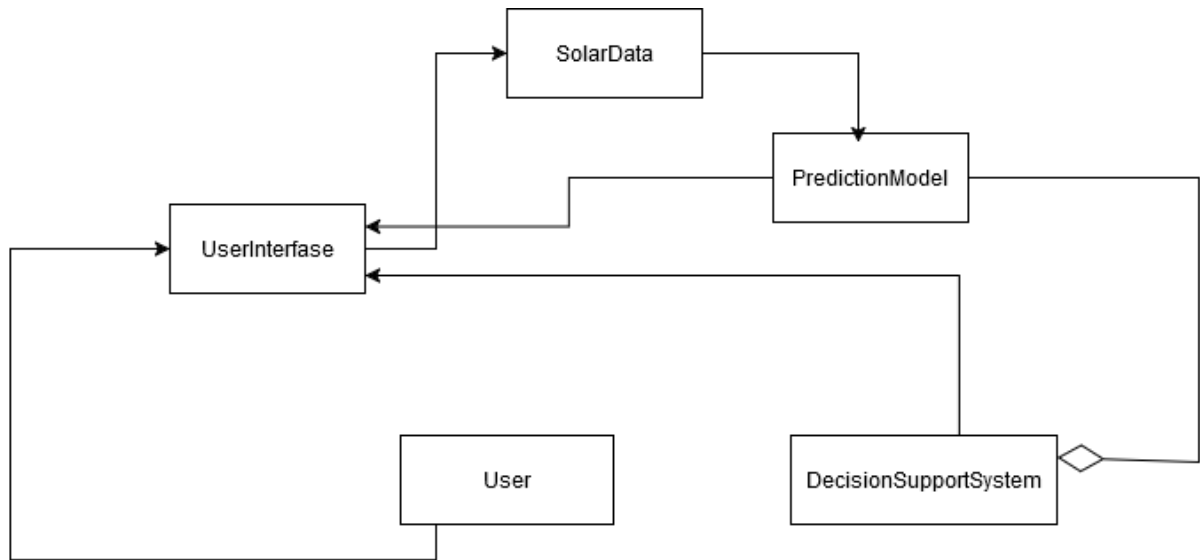 SolarData
PredictionModel
UserInterfase
User
DecisionSupportSystem